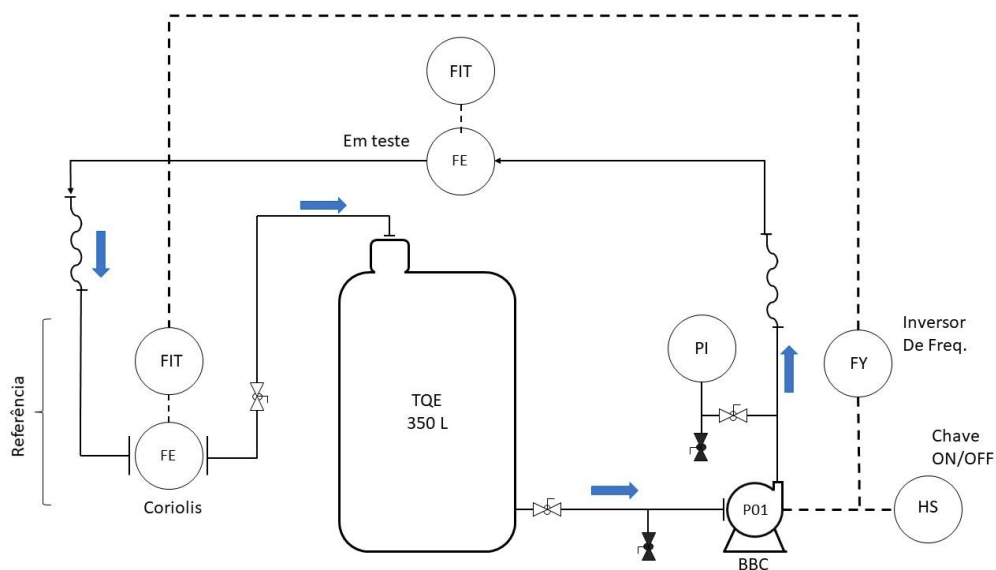 FIT
Em teste
FE
Inversor
De Freq.
PI
FIT
FY
TQE
350 L
Referência
FE
Chave
ON/OFF
Coriolis
P01
HS
BBC